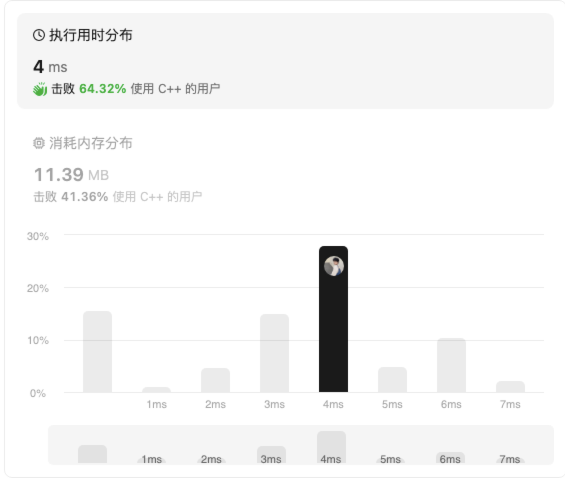 执行用时分布
4 ms
击败 64.32% 使用 C++ 的用户
消耗内存分布
11.39 MB
击败 41.36% 使用 C++ 的用户
30%
20%
10%
0%
1ms 2ms 3ms 4ms 5ms 6ms 7ms
1ms 2ms 3ms 4ms 5ms 6ms 7ms